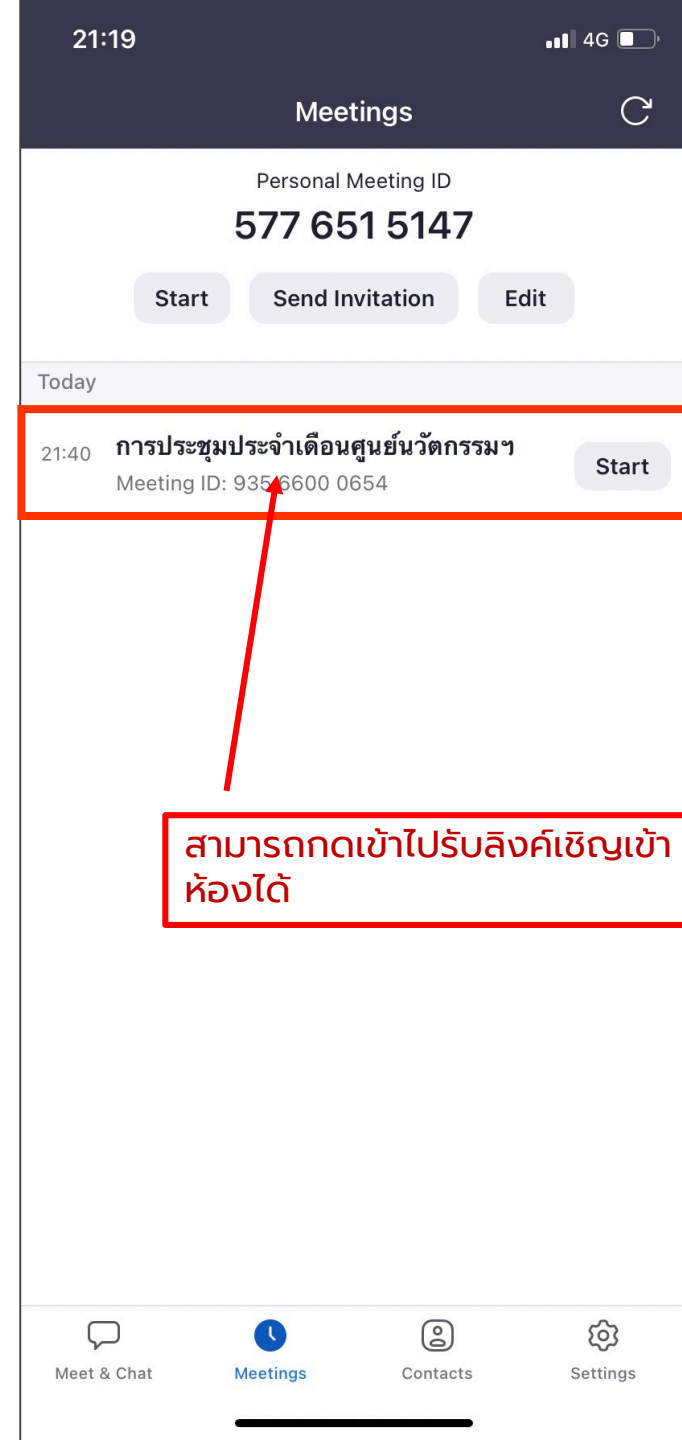 21:19
4G
Meetings
Personal Meeting ID
577 651 5147
Start Send Invitation Edit
Today
21:40 การประชุมประจำเดือนศูนย์นวัตกรรมฯ Start
Meeting ID: 935 6600 0654
สามารถกดเข้าไปรับลิงค์เชิญเข้า
ห้องได้
Meet & Chat Meetings Contacts Settings